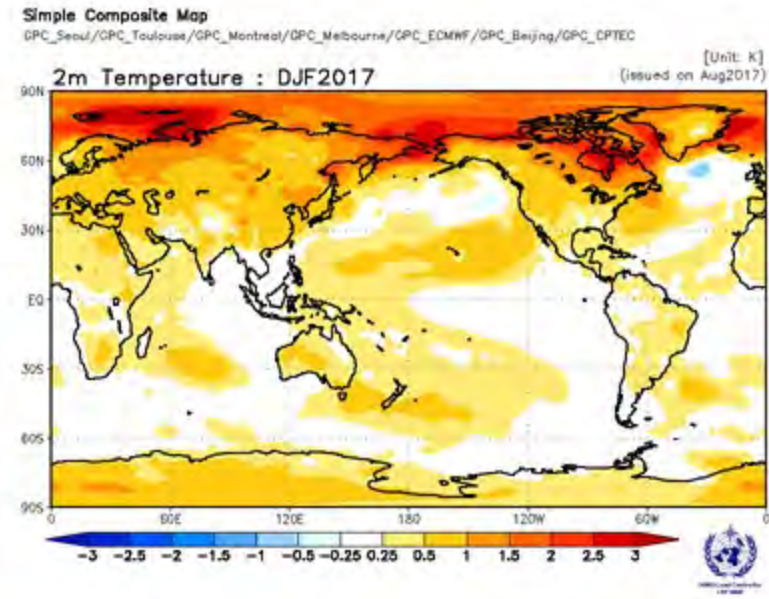 Simple Composite Map
GPC_Seoul/GPC_Toulouse/GPC_Montreal/GPC_Melbourne/GPC_ECMWF/GPC_Beijing/GPC_CPTEC
[Unit: K]
2m Temperature : DJF2017
(issued on Aug2017)
90N
60N
30N
EQ
30S
60S
90S
0 60E 120E 180 120W 60W 0
-3 -2.5 -2 -1.5 -1 -0.5 -0.25 0.25 0.5 1 1.5 2 2.5 3